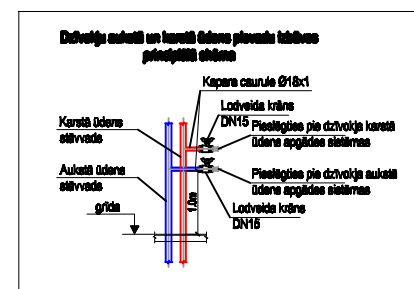 Dzīvokļu aukstā un karstā ūdens pievadu izbūves
principiālā shēma
Kapara caurule Ø18x1
Lodveida krāns
DN15
Karstā ūdens
stāvvads
Pieslēgties pie dzīvokļa karstā
ūdens apgādes sistēmas
Aukstā ūdens
stāvvads
Pieslēgties pie dzīvokļa aukstā
ūdens apgādes sistēmas
1.0m
grīda
Lodveida krāns
DN15